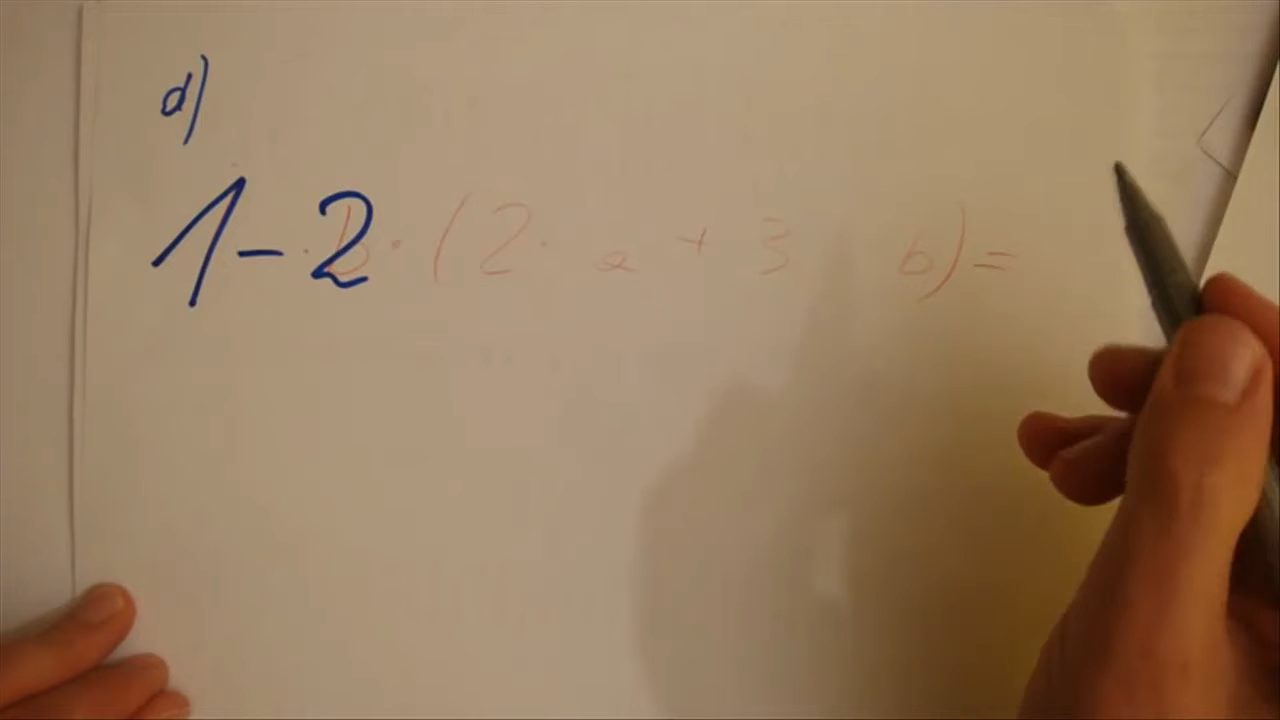 d)
1-2
· b · (2 · a + 3 b) =